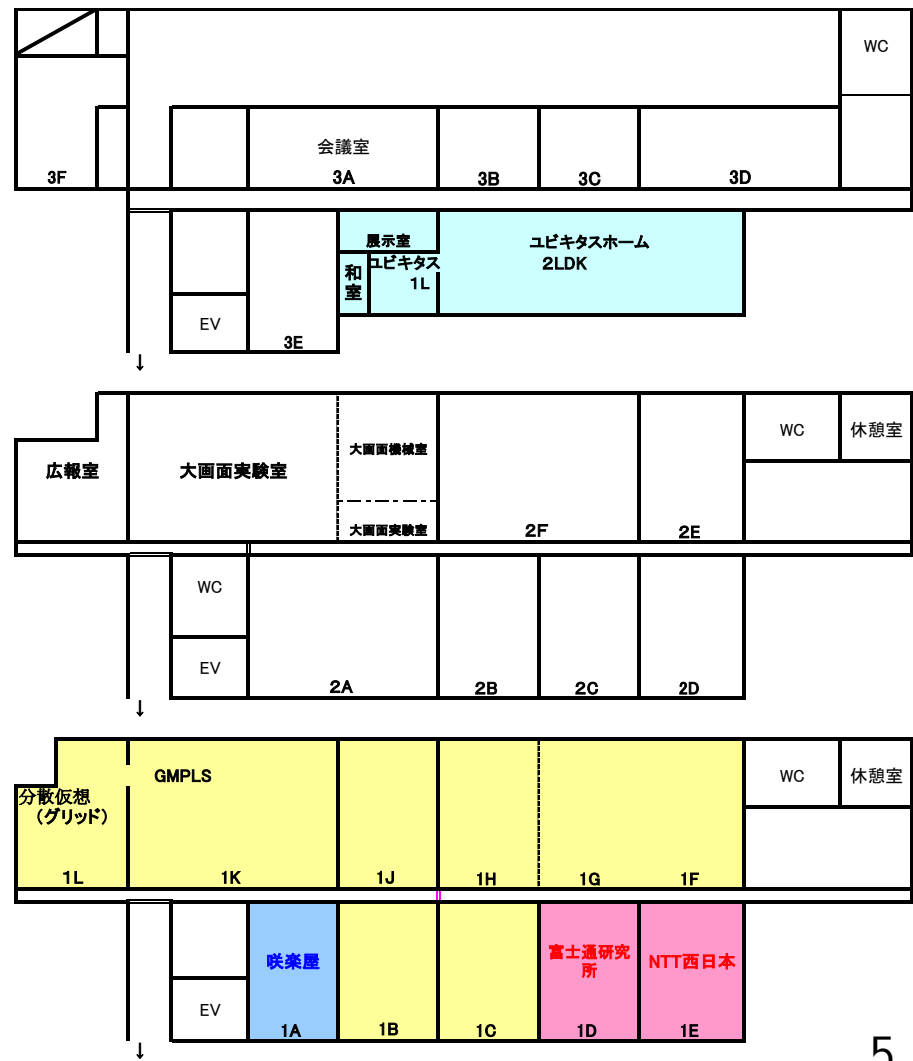 WC
会議室
3F
3A
3B
3C
3D
展示室
ユビキタスホーム
2LDK
和
室
ユビキタス
1L
EV
3E
↓
広報室
大画面実験室
大画面機械室
大画面実験室
2F
2E
WC
休憩室
WC
EV
2A
2B
2C
2D
↓
GMPLS
分散仮想
(グリッド)
1L
1K
1J
1H
1G
1F
WC
休憩室
咲楽屋
富士通研究
所
NTT西日本
EV
1A
1B
1C
1D
1E
↓
5